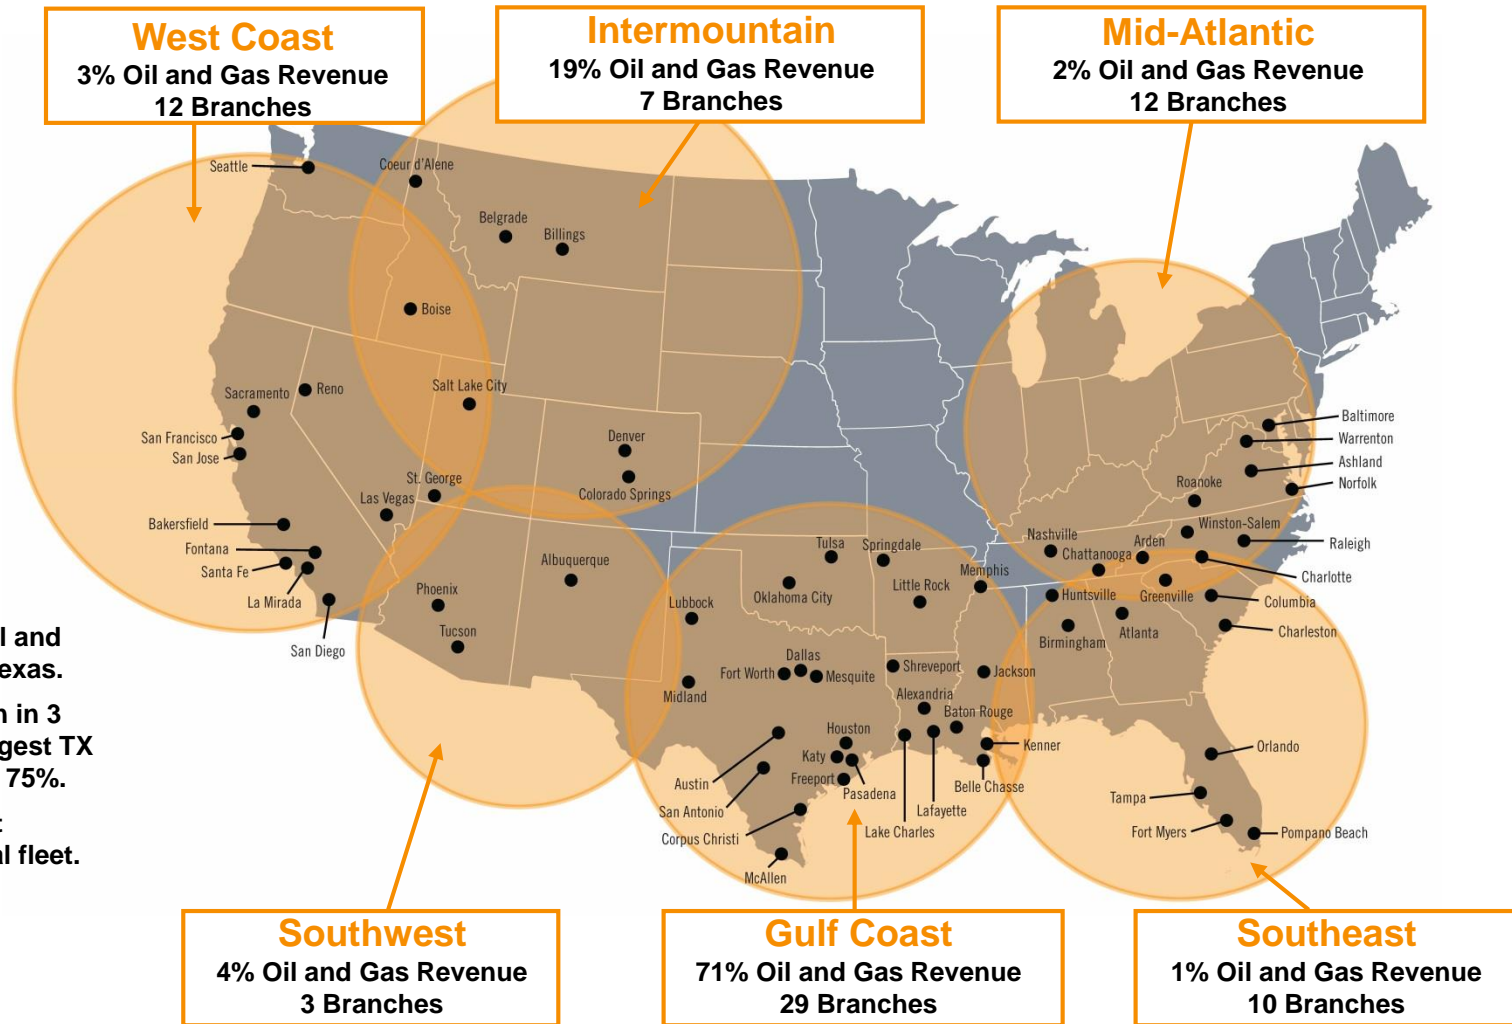 West Coast
3% Oil and Gas Revenue
12 Branches
Intermountain
19% Oil and Gas Revenue
7 Branches
Mid-Atlantic
2% Oil and Gas Revenue
12 Branches
Seattle
Coeur d'Alene
Belgrade
Billings
Boise
Salt Lake City
Reno
Sacramento
San Francisco
San Jose
Denver
Colorado Springs
St. George
Las Vegas
Bakersfield
Fontana
Santa Fe
La Mirada
San Diego
Phoenix
Tucson
Albuquerque
Baltimore
Warrenton
Ashland
Norfolk
Roanoke
Winston-Salem
Raleigh
Nashville
Chattanooga
Arden
Charlotte
Greenville
Columbia
Charleston
Huntsville
Birmingham
Atlanta
Tulsa
Springdale
Memphis
Oklahoma City
Little Rock
Lubbock
Midland
Fort Worth
Dallas
Mesquite
Shreveport
Jackson
Alexandria
Baton Rouge
Kenner
Belle Chasse
Houston
Katy
Freeport
Pasadena
Lafayette
Lake Charles
Austin
San Antonio
Corpus Christi
McAllen
Orlando
Tampa
Fort Myers
Pompano Beach
and
exas.
in 3
gest TX
75%.
al fleet.
Southwest
4% Oil and Gas Revenue
3 Branches
Gulf Coast
71% Oil and Gas Revenue
29 Branches
Southeast
1% Oil and Gas Revenue
10 Branches